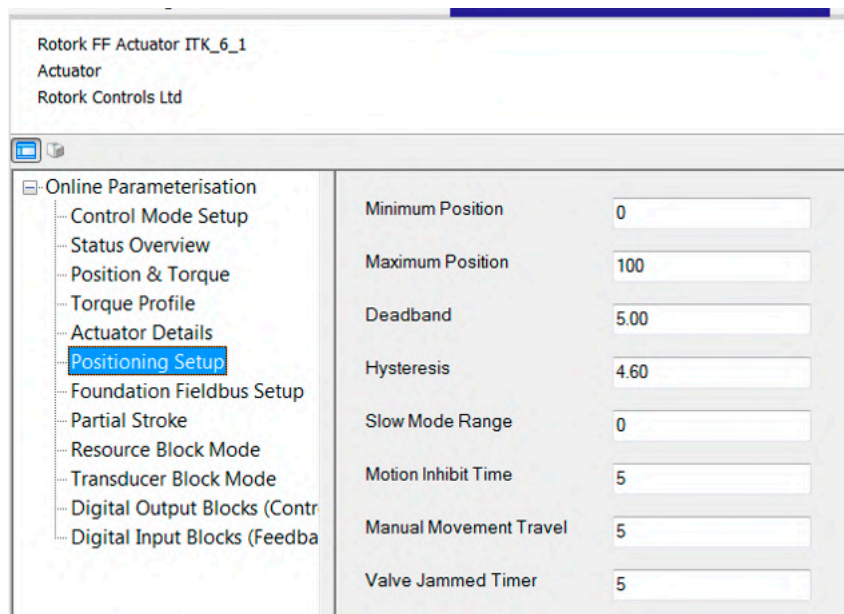 Rotork FF Actuator ITK_6_1
Actuator
Rotork Controls Ltd
Online Parameterisation
Control Mode Setup
Status Overview
Position & Torque
Torque Profile
Actuator Details
Positioning Setup
Foundation Fieldbus Setup
Partial Stroke
Resource Block Mode
Transducer Block Mode
Digital Output Blocks (Contr
Digital Input Blocks (Feedba
Minimum Position 0
Maximum Position 100
Deadband 5.00
Hysteresis 4.60
Slow Mode Range 0
Motion Inhibit Time 5
Manual Movement Travel 5
Valve Jammed Timer 5